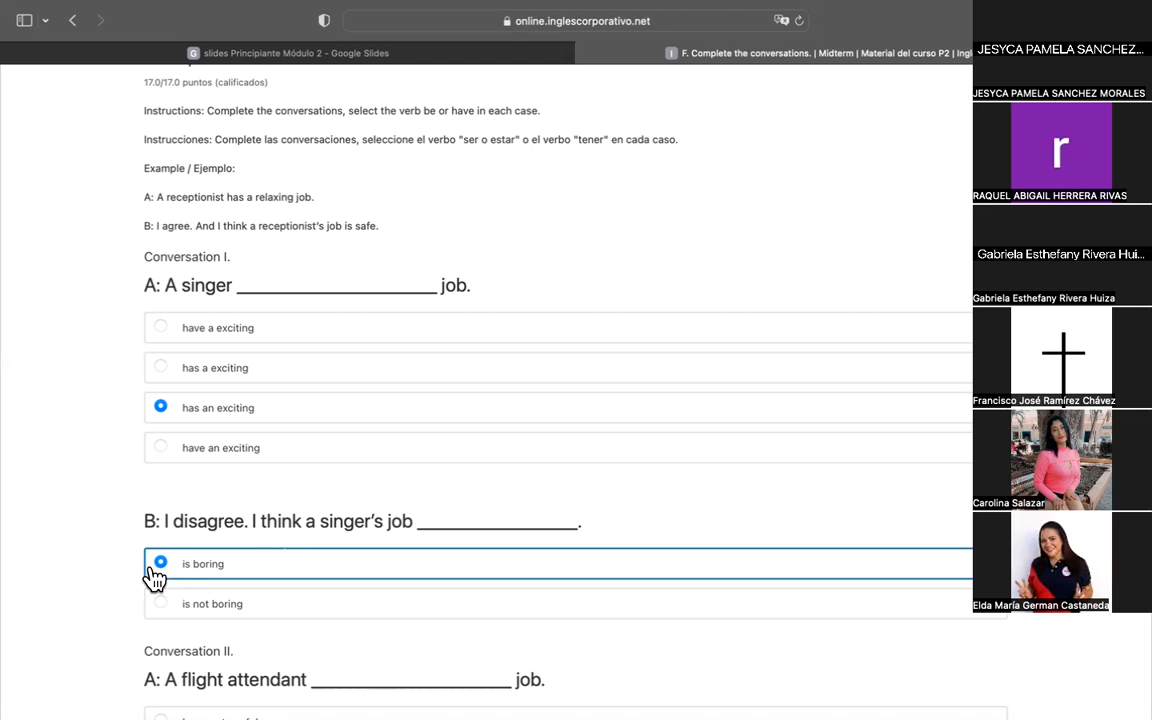 online.inglescorporativo.net
G slides Principiante Módulo 2 - Google Slides
I F. Complete the conversations. | Midterm | Material del curso P2 | Ingl
17.0/17.0 puntos (calificados)
Instructions: Complete the conversations, select the verb be or have in each case.
Instrucciones: Complete las conversaciones, seleccione el verbo "ser o estar" o el verbo "tener" en cada caso.
Example / Ejemplo:
A: A receptionist has a relaxing job.
B: I agree. And I think a receptionist's job is safe.
Conversation I.
A: A singer ____________________ job.
have a exciting
has a exciting
has an exciting
have an exciting
B: I disagree. I think a singer's job ________________.
is boring
is not boring
Conversation II.
A: A flight attendant ____________________ job.
JESYCA PAMELA SANCHEZ...
JESYCA PAMELA SANCHEZ MORALES
r
RAQUEL ABIGAIL HERRERA RIVAS
Gabriela Esthefany Rivera Hui...
Gabriela Esthefany Rivera Huiza
Francisco José Ramírez Chávez
Carolina Salazar
Elda María German Castaneda